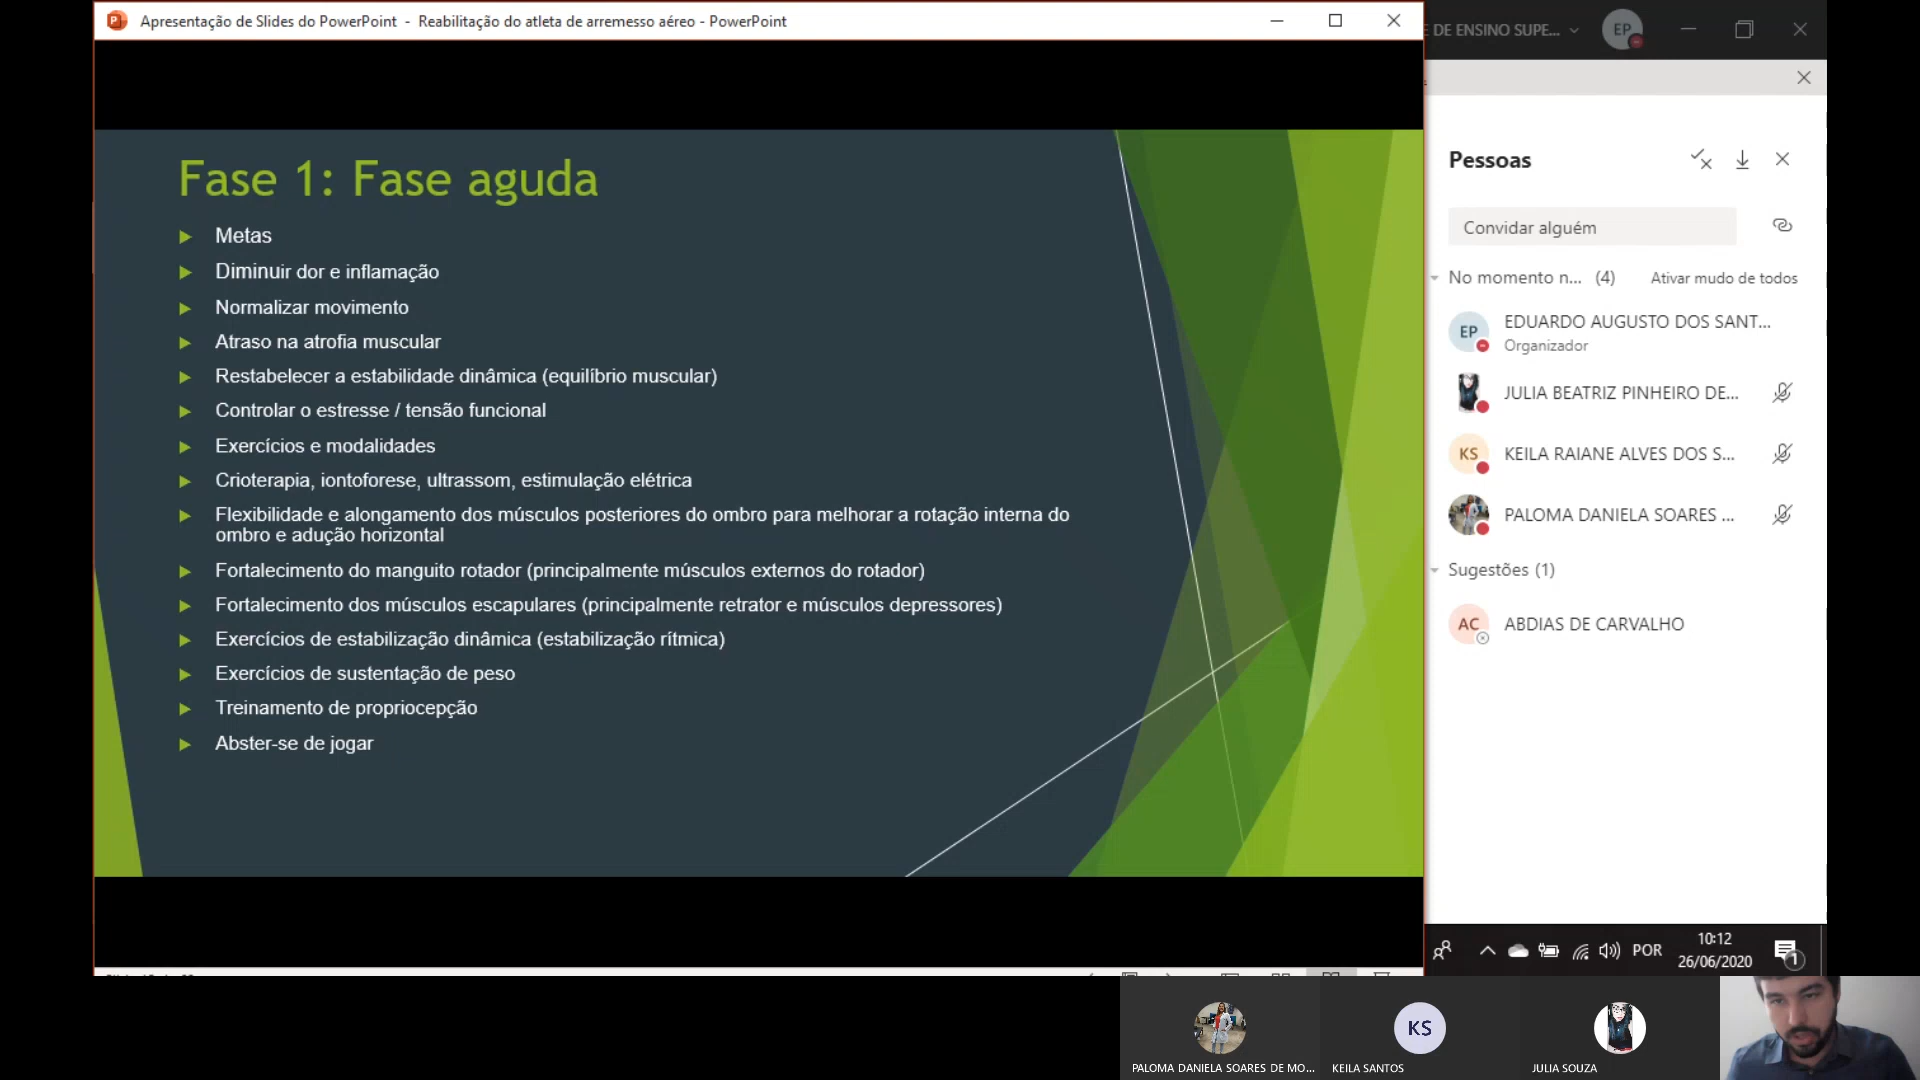 Apresentação de Slides do PowerPoint - Reabilitação do atleta de arremesso aéreo - PowerPoint
DE ENSINO SUPE...
EP
Fase 1: Fase aguda
Metas
Diminuir dor e inflamação
Normalizar movimento
Atraso na atrofia muscular
Restabelecer a estabilidade dinâmica (equilíbrio muscular)
Controlar o estresse / tensão funcional
Exercícios e modalidades
Crioterapia, iontoforese, ultrassom, estimulação elétrica
Flexibilidade e alongamento dos músculos posteriores do ombro para melhorar a rotação interna do
ombro e adução horizontal
Fortalecimento do manguito rotador (principalmente músculos externos do rotador)
Fortalecimento dos músculos escapulares (principalmente retrator e músculos depressores)
Exercícios de estabilização dinâmica (estabilização rítmica)
Exercícios de sustentação de peso
Treinamento de propriocepção
Abster-se de jogar
Pessoas
Convidar alguém
No momento n... (4) Ativar mudo de todos
EP EDUARDO AUGUSTO DOS SANT...
Organizador
JULIA BEATRIZ PINHEIRO DE...
KS KEILA RAIANE ALVES DOS S...
PALOMA DANIELA SOARES ...
Sugestões (1)
AC ABDIAS DE CARVALHO
POR
10:12
26/06/2020
1
KS
PALOMA DANIELA SOARES DE MO...
KEILA SANTOS
JULIA SOUZA